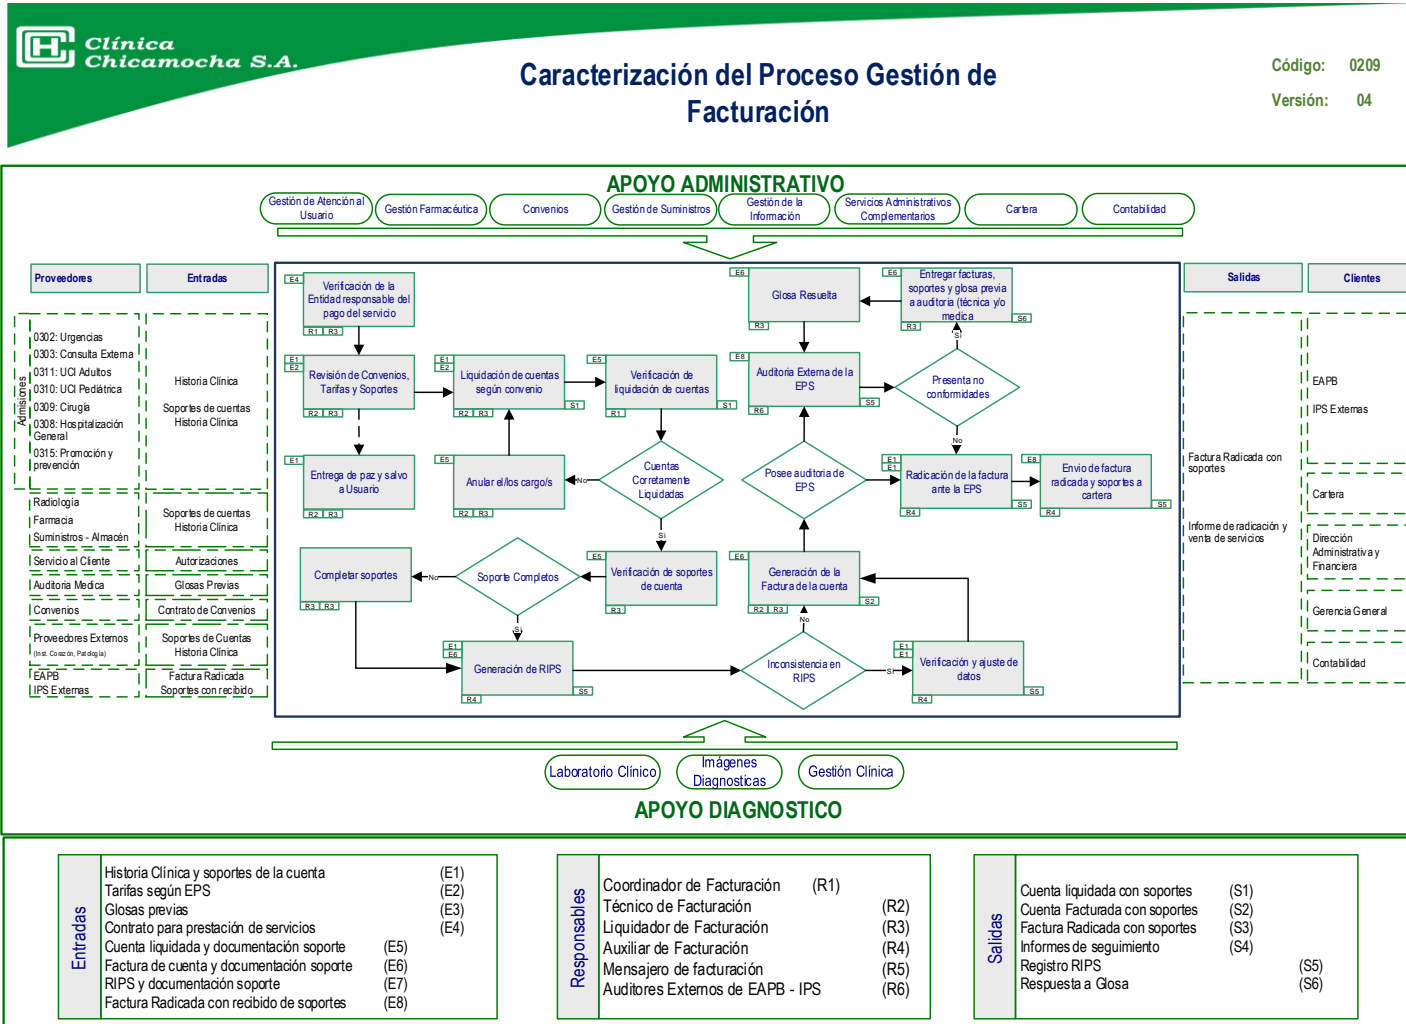 Clínica
Chicamocha S.A.
Caracterización del Proceso Gestión de
Facturación
Código: 0209
Versión: 04
APOYO ADMINISTRATIVO
Gestión de Atención al
Usuario
Gestión Farmacéutica
Convenios
Gestión de Suministros
Gestión de la
Información
Servicios Administrativos
Complementarios
Cartera
Contabilidad
Proveedores
Entradas
Admisiones
0302: Urgencias
0303: Consulta Externa
0311: UCI Adultos
0310: UCI Pediátrica
0309: Cirugía
0308: Hospitalización
General
0315: Promoción y
prevención
Historia Clínica
Soportes de cuentas
Historia Clínica
Radiología
Farmacia
Suministros - Almacén
Soportes de cuentas
Historia Clínica
Servicio al Cliente
Autorizaciones
Auditoria Medica
Glosas Previas
Convenios
Contrato de Convenios
Proveedores Externos
(Inst. Corazón, Patología)
Soportes de Cuentas
Historia Clínica
EAPB
IPS Externas
Factura Radicada
Soportes con recibido
E4
Verificación de la
Entidad responsable del
pago del servicio
R1 R3
E1
E2
Revisión de Convenios,
Tarifas y Soportes
R2 R3
E1
Entrega de paz y salvo
a Usuario
R2 R3
E1
E2
Liquidación de cuentas
según convenio
S1
R2 R3
E5
Verificación de
liquidación de cuentas
S1
R1
E5
Anular el/los cargo/s
R2 R3
No
Cuentas
Corretamente
Liquidadas
Si
E5
Verificación de soportes
de cuenta
R3
Soporte Completos
No
Completar soportes
R3 R3
Si
E1
E6
Generación de RIPS
S5
R4
Inconsistencia en
RIPS
Si
E1
E1
Verificación y ajuste de
datos
S5
R4
No
E6
Generación de la
Factura de la cuenta
S2
R2 R3
Posee auditoria de
EPS
E8
Auditoria Externa de la
EPS
S5
R6
E6
Glosa Resuelta
R3
E6
Entregar facturas,
soportes y glosa previa
a auditoria (técnica y/o
medica
S6
R3
Si
Presenta no
conformidades
No
E1
E1
Radicación de la factura
ante la EPS
S5
R4
E8
Envio de factura
radicada y soportes a
cartera
S5
R4
Salidas
Clientes
Factura Radicada con
soportes
Informe de radicación y
venta de servicios
EAPB
IPS Externas
Cartera
Dirección
Administrativa y
Financiera
Gerencia General
Contabilidad
Laboratorio Clínico
Imágenes
Diagnosticas
Gestión Clínica
APOYO DIAGNOSTICO
Entradas
Historia Clínica y soportes de la cuenta (E1)
Tarifas según EPS (E2)
Glosas previas (E3)
Contrato para prestación de servicios (E4)
Cuenta liquidada y documentación soporte (E5)
Factura de cuenta y documentación soporte (E6)
RIPS y documentación soporte (E7)
Factura Radicada con recibido de soportes (E8)
Responsables
Coordinador de Facturación (R1)
Técnico de Facturación (R2)
Liquidador de Facturación (R3)
Auxiliar de Facturación (R4)
Mensajero de facturación (R5)
Auditores Externos de EAPB - IPS (R6)
Salidas
Cuenta liquidada con soportes (S1)
Cuenta Facturada con soportes (S2)
Factura Radicada con soportes (S3)
Informes de seguimiento (S4)
Registro RIPS (S5)
Respuesta a Glosa (S6)